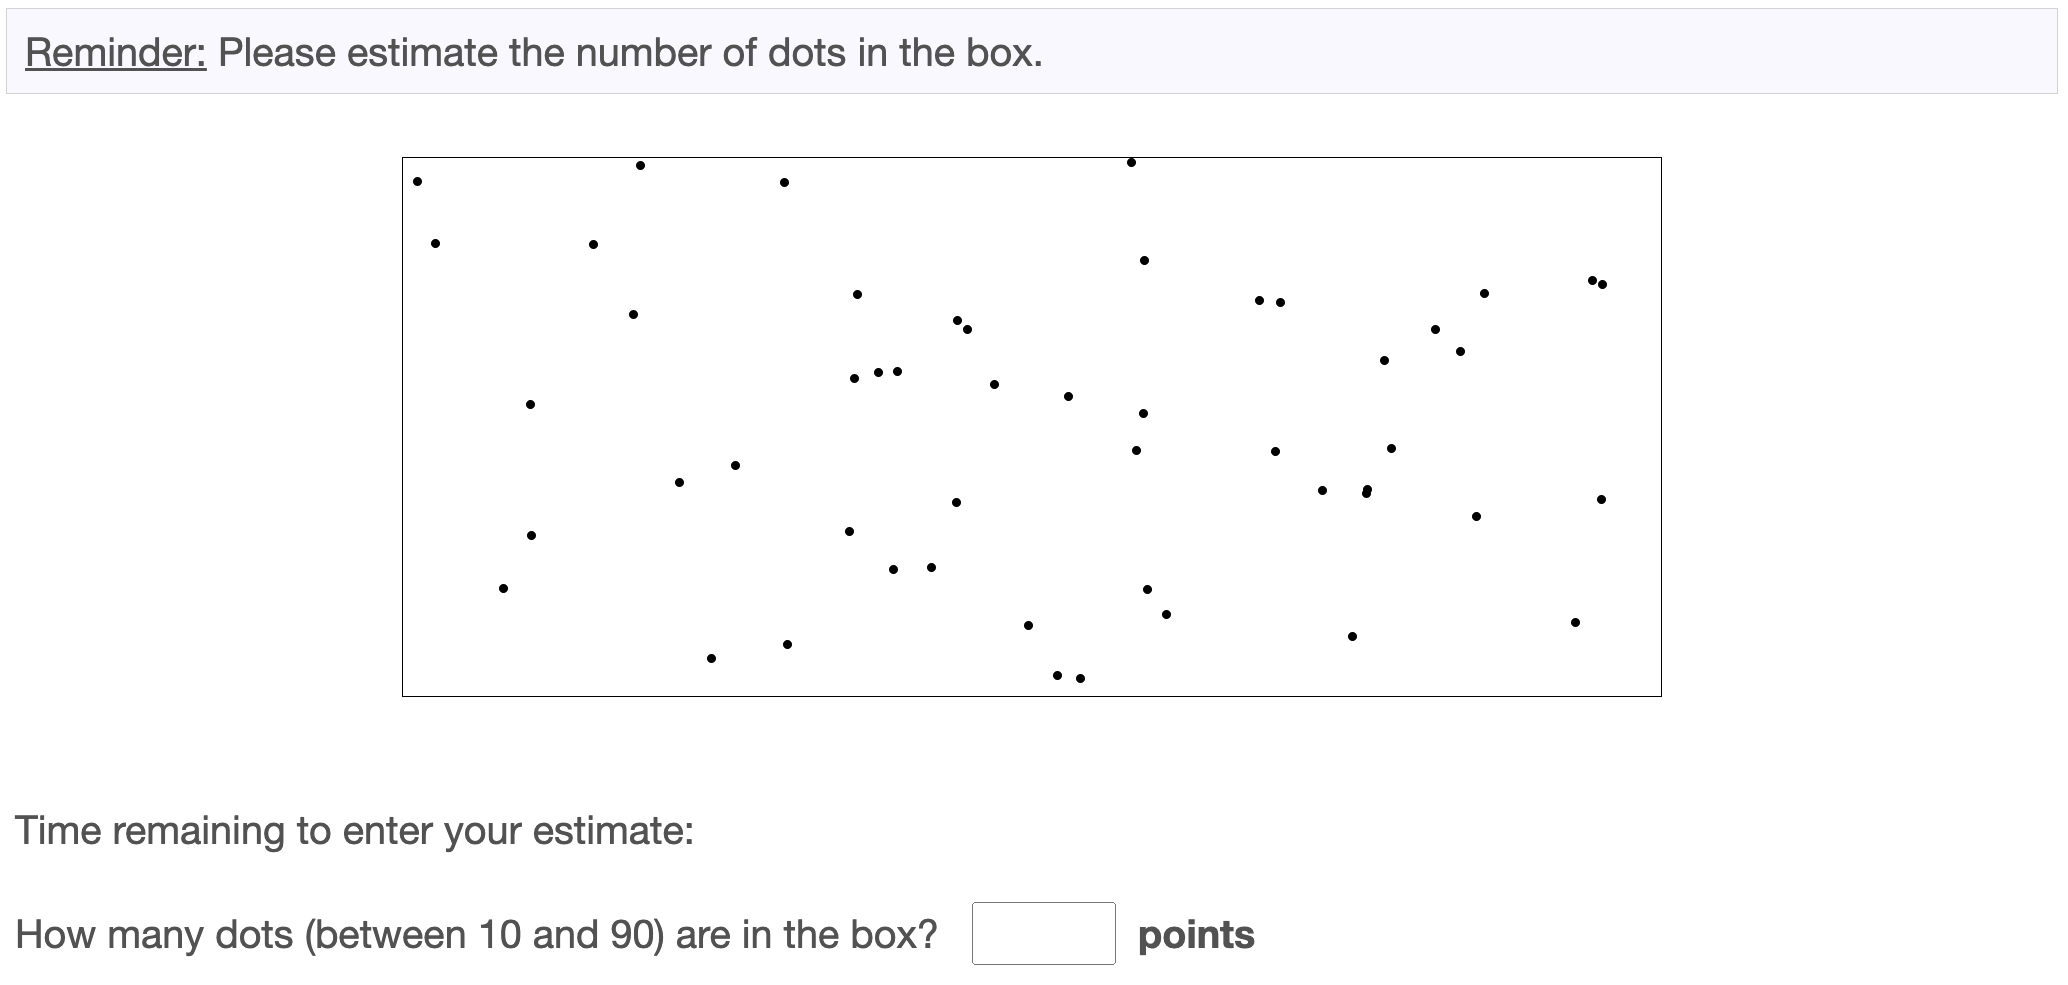 Reminder: Please estimate the number of dots in the box.
Time remaining to enter your estimate:
How many dots (between 10 and 90) are in the box? points